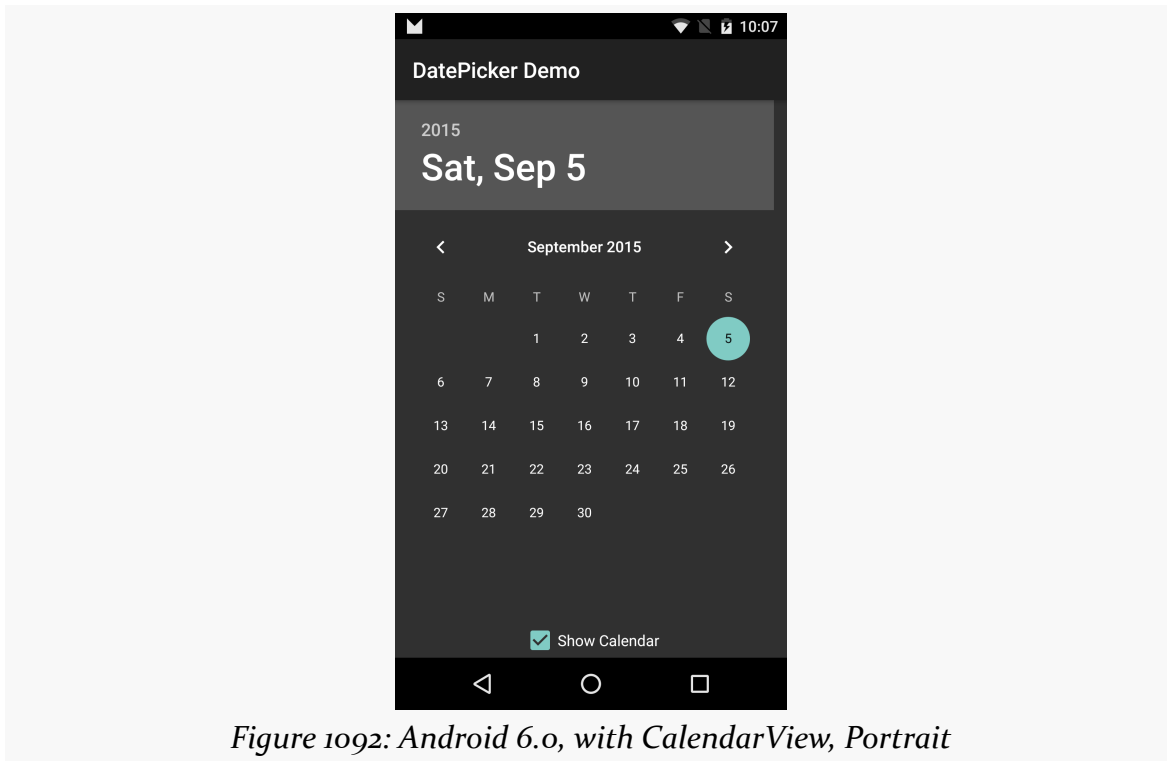 10:07
DatePicker Demo
2015
Sat, Sep 5
September 2015
S M T W T F S
1 2 3 4 5
6 7 8 9 10 11 12
13 14 15 16 17 18 19
20 21 22 23 24 25 26
27 28 29 30
Show Calendar
Figure 1092: Android 6.0, with CalendarView, Portrait